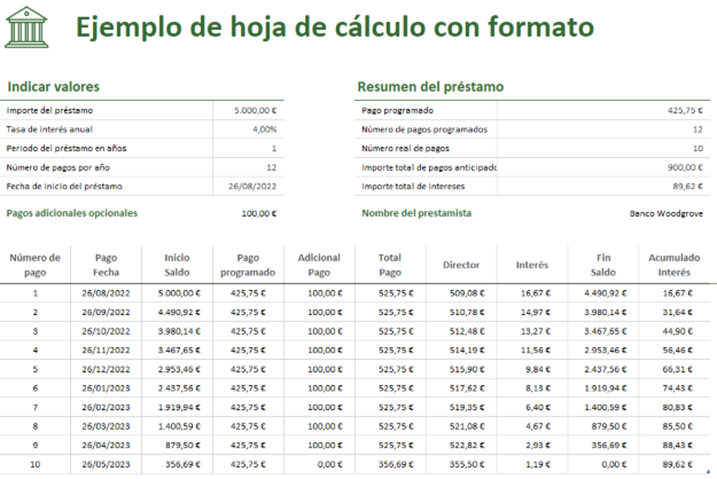 Ejemplo de hoja de cálculo con formato
Indicar valores
Importe del préstamo 5.000,00 €
Tasa de interés anual 4,00%
Periodo del préstamo en años 1
Número de pagos por año 12
Fecha de inicio del préstamo 26/08/2022
Pagos adicionales opcionales 100,00 €
Resumen del préstamo
Pago programado 425,75 €
Número de pagos programados 12
Número real de pagos 10
Importe total de pagos anticipado 900,00 €
Importe total de intereses 89,62 €
Nombre del prestamista Banco Woodgrove
Número de pago Pago Fecha Inicio Saldo Pago programado Adicional Pago Total Pago Director Interés Fin Saldo Acumulado Interés
1 26/08/2022 5.000,00 € 425,75 € 100,00 € 525,75 € 509,08 € 16,67 € 4.490,92 € 16,67 €
2 26/09/2022 4.490,92 € 425,75 € 100,00 € 525,75 € 510,78 € 14,97 € 3.980,14 € 31,64 €
3 26/10/2022 3.980,14 € 425,75 € 100,00 € 525,75 € 512,48 € 13,27 € 3.467,65 € 44,90 €
4 26/11/2022 3.467,65 € 425,75 € 100,00 € 525,75 € 514,19 € 11,56 € 2.953,46 € 56,46 €
5 26/12/2022 2.953,46 € 425,75 € 100,00 € 525,75 € 515,90 € 9,84 € 2.437,56 € 66,31 €
6 26/01/2023 2.437,56 € 425,75 € 100,00 € 525,75 € 517,62 € 8,13 € 1.919,94 € 74,43 €
7 26/02/2023 1.919,94 € 425,75 € 100,00 € 525,75 € 519,35 € 6,40 € 1.400,59 € 80,83 €
8 26/03/2023 1.400,59 € 425,75 € 100,00 € 525,75 € 521,08 € 4,67 € 879,50 € 85,50 €
9 26/04/2023 879,50 € 425,75 € 100,00 € 525,75 € 522,82 € 2,93 € 356,69 € 88,43 €
10 26/05/2023 356,69 € 425,75 € 0,00 € 356,69 € 355,50 € 1,19 € 0,00 € 89,62 €